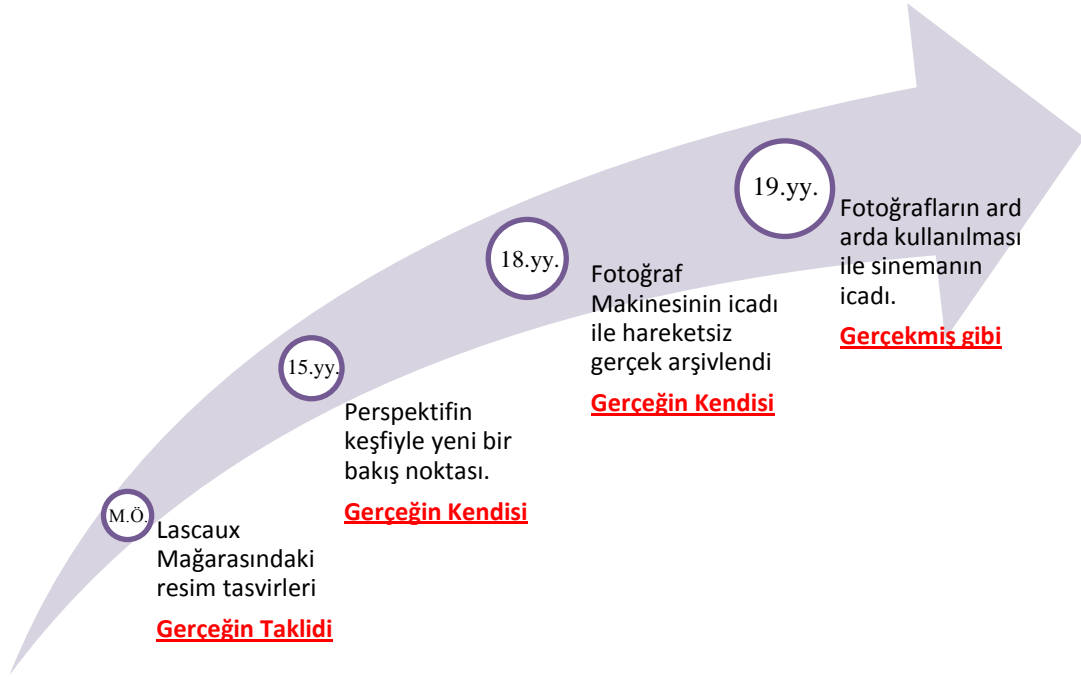 M.Ö.
Lascaux
Mağarasındaki
resim tasvirleri
Gerçeğin Taklidi
15.yy.
Perspektifin
keşfiyle yeni bir
bakış noktası.
Gerçeğin Kendisi
18.yy.
Fotoğraf
Makinesinin icadı
ile hareketsiz
gerçek arşivlendi
Gerçeğin Kendisi
19.yy.
Fotoğrafların ard
arda kullanılması
ile sinemanın
icadı.
Gerçekmiş gibi